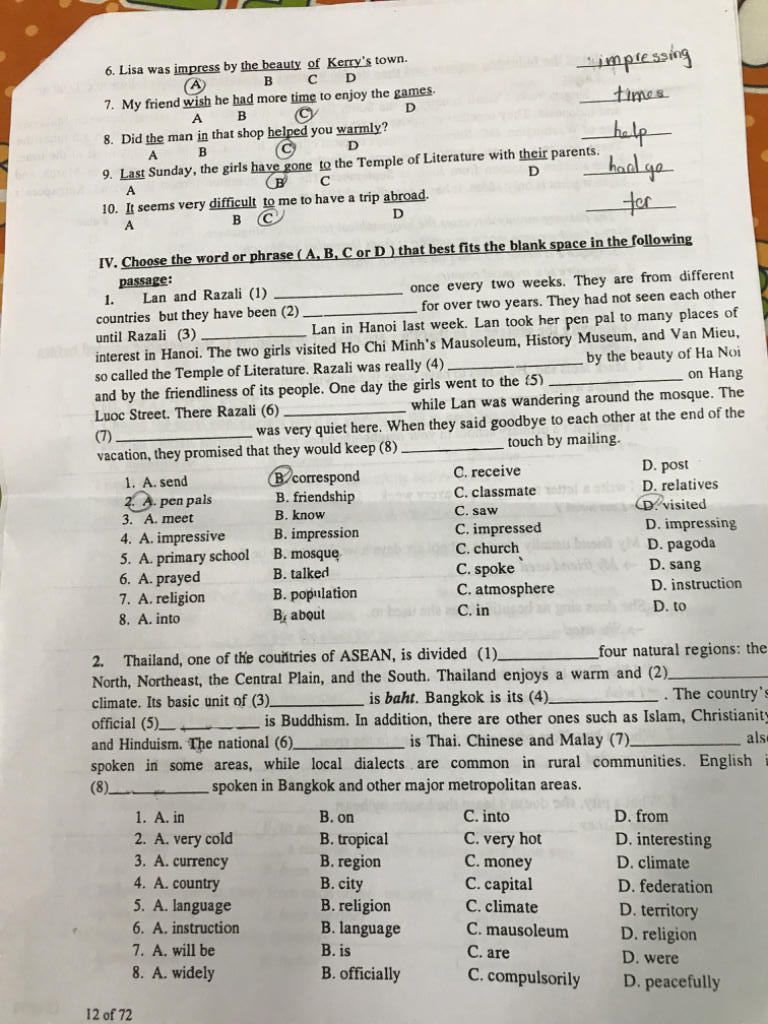 6. Lisa was impress by the beauty of Kerry's town. impressing
A B C D
7. My friend wish he had more time to enjoy the games. times
A B C D
8. Did the man in that shop helped you warmly? help
A B C D
9. Last Sunday, the girls have gone to the Temple of Literature with their parents. had go
A B C D
10. It seems very difficult to me to have a trip abroad. for
A B C D
IV. Choose the word or phrase ( A, B, C or D ) that best fits the blank space in the following
passage:
1. Lan and Razali (1) ____________ once every two weeks. They are from different
countries but they have been (2) ____________ for over two years. They had not seen each other
until Razali (3) ____________ Lan in Hanoi last week. Lan took her pen pal to many places of
interest in Hanoi. The two girls visited Ho Chi Minh's Mausoleum, History Museum, and Van Mieu,
so called the Temple of Literature. Razali was really (4) ____________ by the beauty of Ha Noi
and by the friendliness of its people. One day the girls went to the (5) ____________ on Hang
Luoc Street. There Razali (6) ____________ while Lan was wandering around the mosque. The
(7) ____________ was very quiet here. When they said goodbye to each other at the end of the
vacation, they promised that they would keep (8) ____________ touch by mailing.
1. A. send B. correspond C. receive D. post
2. A. pen pals B. friendship C. classmate D. relatives
3. A. meet B. know C. saw D. visited
4. A. impressive B. impression C. impressed D. impressing
5. A. primary school B. mosque C. church D. pagoda
6. A. prayed B. talked C. spoke D. sang
7. A. religion B. population C. atmosphere D. instruction
8. A. into B. about C. in D. to
2. Thailand, one of the countries of ASEAN, is divided (1)____________four natural regions: the
North, Northeast, the Central Plain, and the South. Thailand enjoys a warm and (2)____________
climate. Its basic unit of (3)____________ is baht. Bangkok is its (4)____________ . The country's
official (5)____________ is Buddhism. In addition, there are other ones such as Islam, Christianity
and Hinduism. The national (6)____________ is Thai. Chinese and Malay (7)____________ als
spoken in some areas, while local dialects are common in rural communities. English i
(8)____________ spoken in Bangkok and other major metropolitan areas.
1. A. in B. on C. into D. from
2. A. very cold B. tropical C. very hot D. interesting
3. A. currency B. region C. money D. climate
4. A. country B. city C. capital D. federation
5. A. language B. religion C. climate D. territory
6. A. instruction B. language C. mausoleum D. religion
7. A. will be B. is C. are D. were
8. A. widely B. officially C. compulsorily D. peacefully
12 of 72